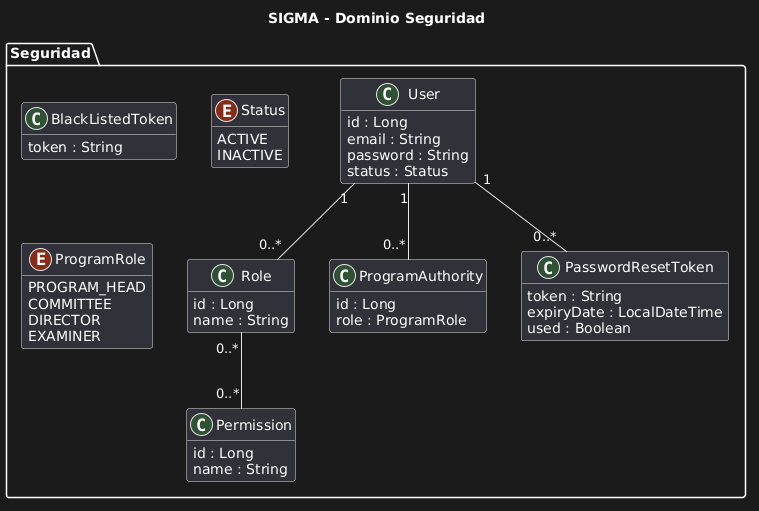 SIGMA - Dominio Seguridad
Seguridad
C BlackListedToken
token : String
E Status
ACTIVE
INACTIVE
C User
id : Long
email : String
password : String
status : Status
1
1
1
0..*
0..*
0..*
E ProgramRole
PROGRAM_HEAD
COMMITTEE
DIRECTOR
EXAMINER
C Role
id : Long
name : String
C ProgramAuthority
id : Long
role : ProgramRole
C PasswordResetToken
token : String
expiryDate : LocalDateTime
used : Boolean
0..*
0..*
C Permission
id : Long
name : String